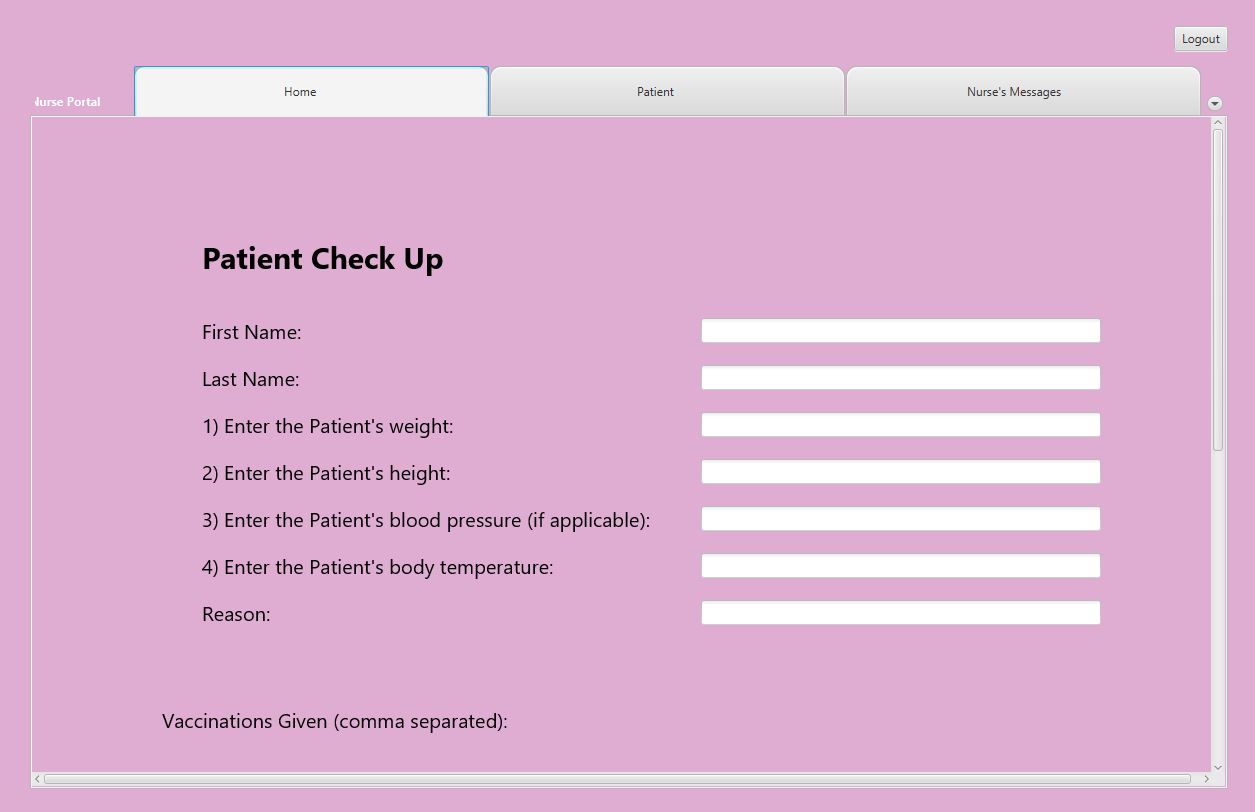 Logout
Nurse Portal
Home
Patient
Nurse's Messages
Patient Check Up
First Name:
Last Name:
1) Enter the Patient's weight:
2) Enter the Patient's height:
3) Enter the Patient's blood pressure (if applicable):
4) Enter the Patient's body temperature:
Reason:
Vaccinations Given (comma separated):